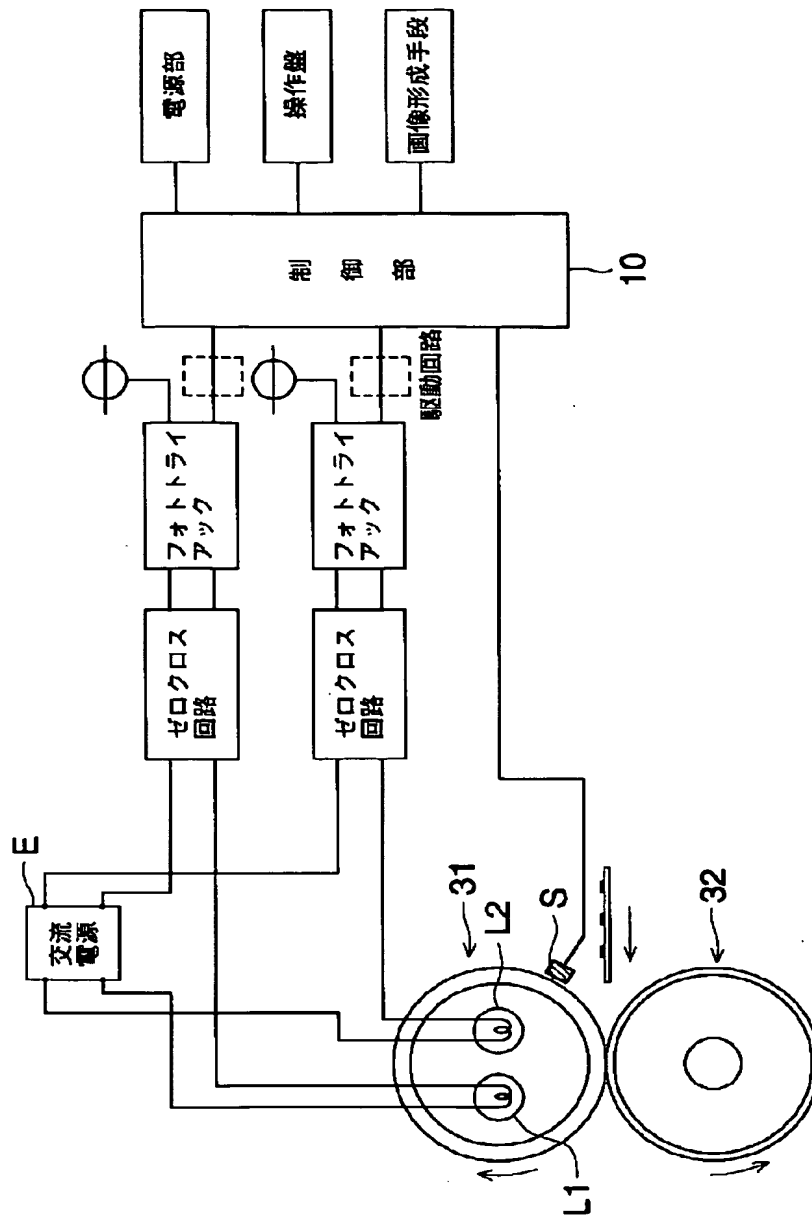 電源部
操作盤
画像形成手段
制御部
10
駆動回路
フォトトライ
アック
フォトトライ
アック
ゼロクロス
回路
ゼロクロス
回路
E
交流
電源
31
L2
S
32
L1